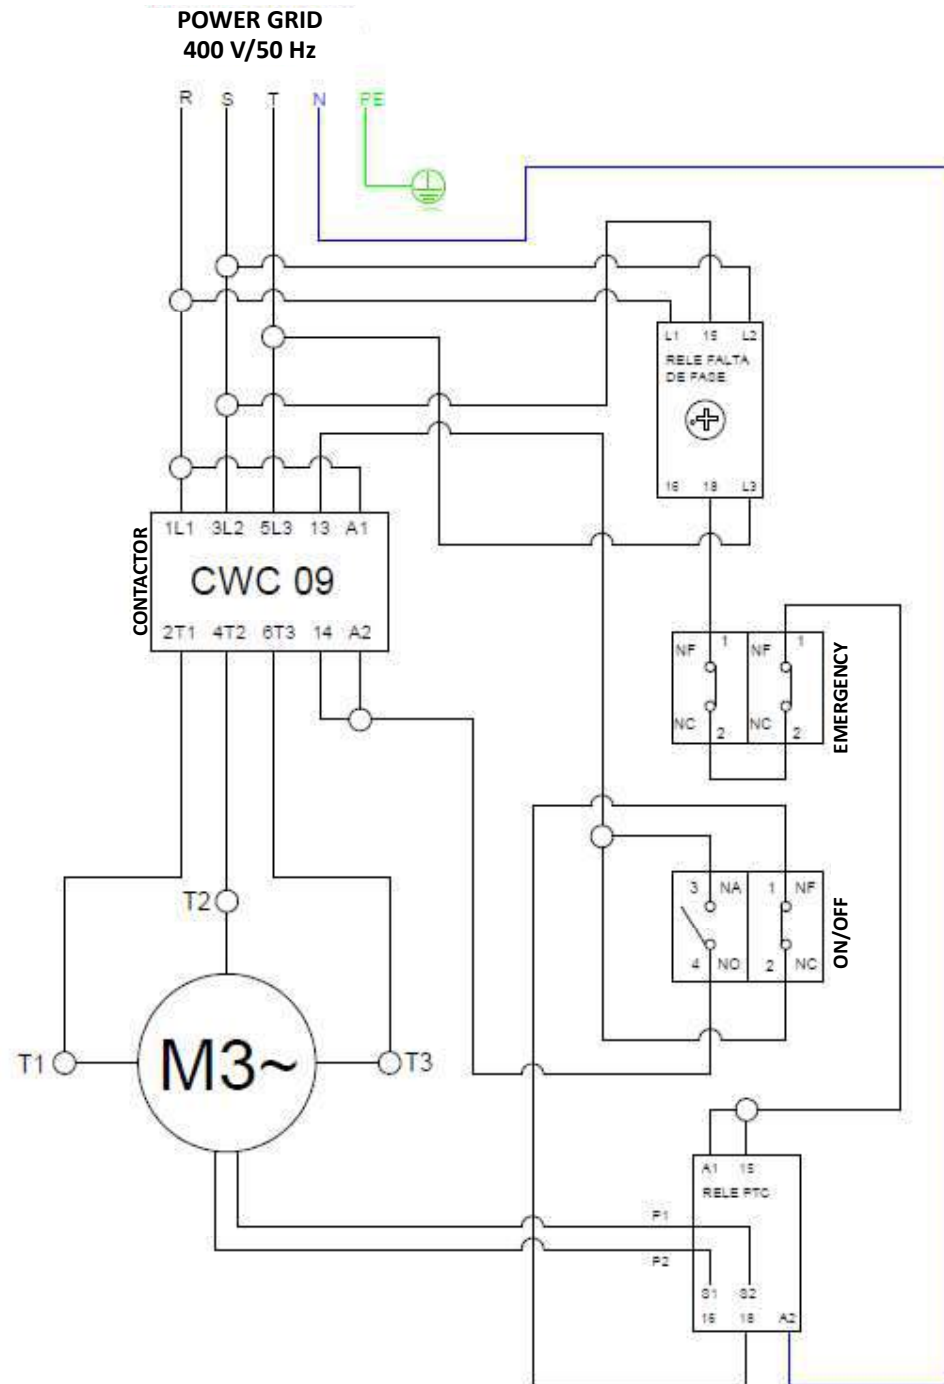 POWER GRID
400 V/50 Hz
R S T N PE
L1 15 L2
RELE FALTA
DE FASE
16 18 L3
CONTACTOR
1L1 3L2 5L3 13 A1
CWC 09
2T1 4T2 6T3 14 A2
EMERGENCY
NF 1 NF 1
NC 2 NC 2
ON/OFF
3 NA 1 NF
4 NO 2 NC
T2
T1 M3~ T3
A1 15
RELE PTC
P1
P2
S1 S2
16 18 A2